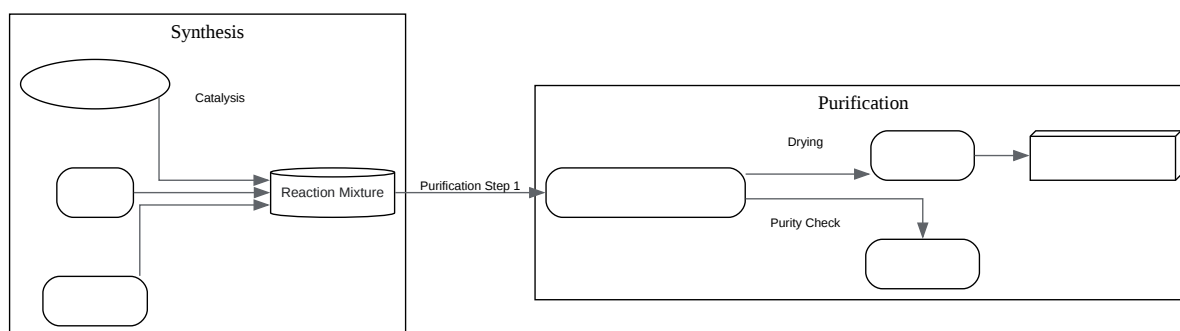 Synthesis
Catalysis
Reaction Mixture
Purification Step 1
Purification
Drying
Purity Check